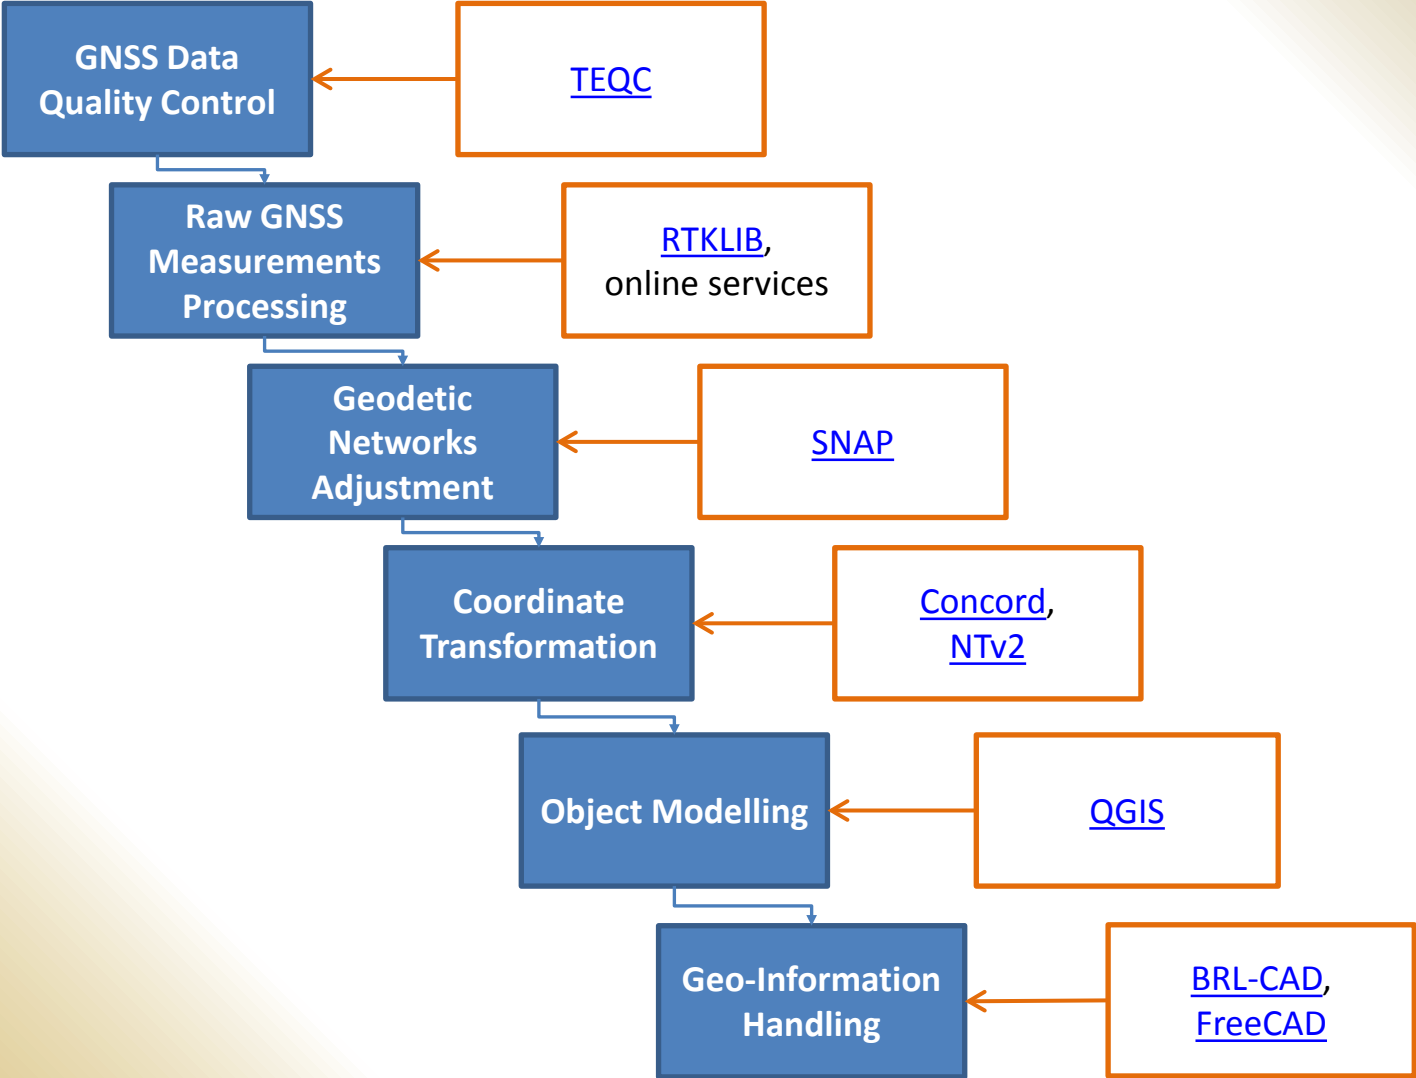 GNSS Data
Quality Control
TEQC
Raw GNSS
Measurements
Processing
RTKLIB,
online services
Geodetic
Networks
Adjustment
SNAP
Coordinate
Transformation
Concord,
NTv2
Object Modelling
QGIS
Geo-Information
Handling
BRL-CAD,
FreeCAD